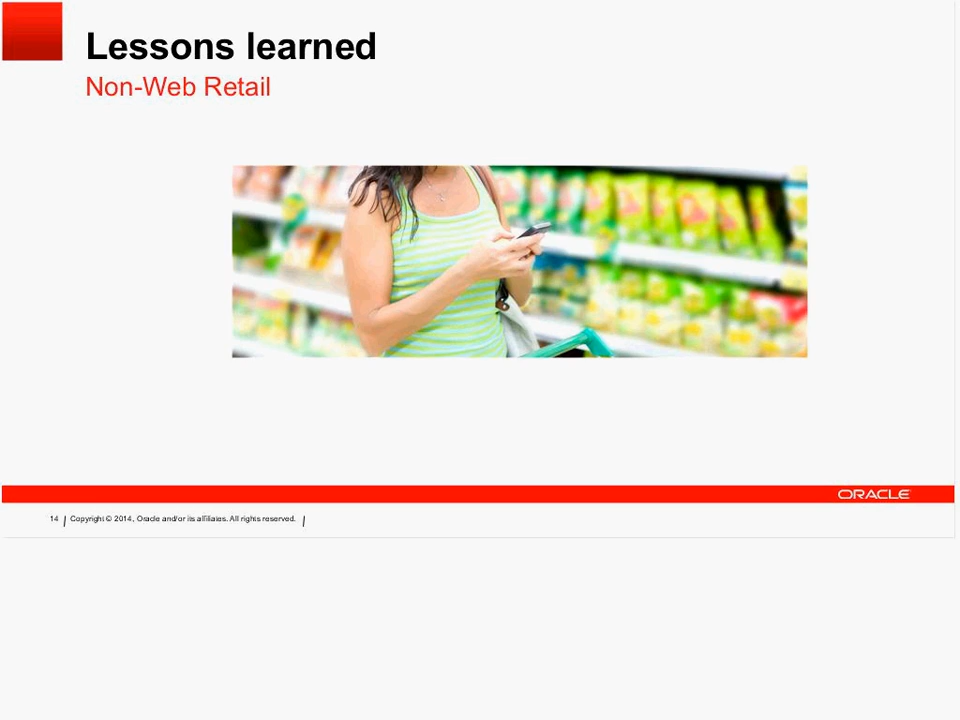 Lessons learned
Non-Web Retail
ORACLE
14 | Copyright © 2014, Oracle and/or its affiliates. All rights reserved. |